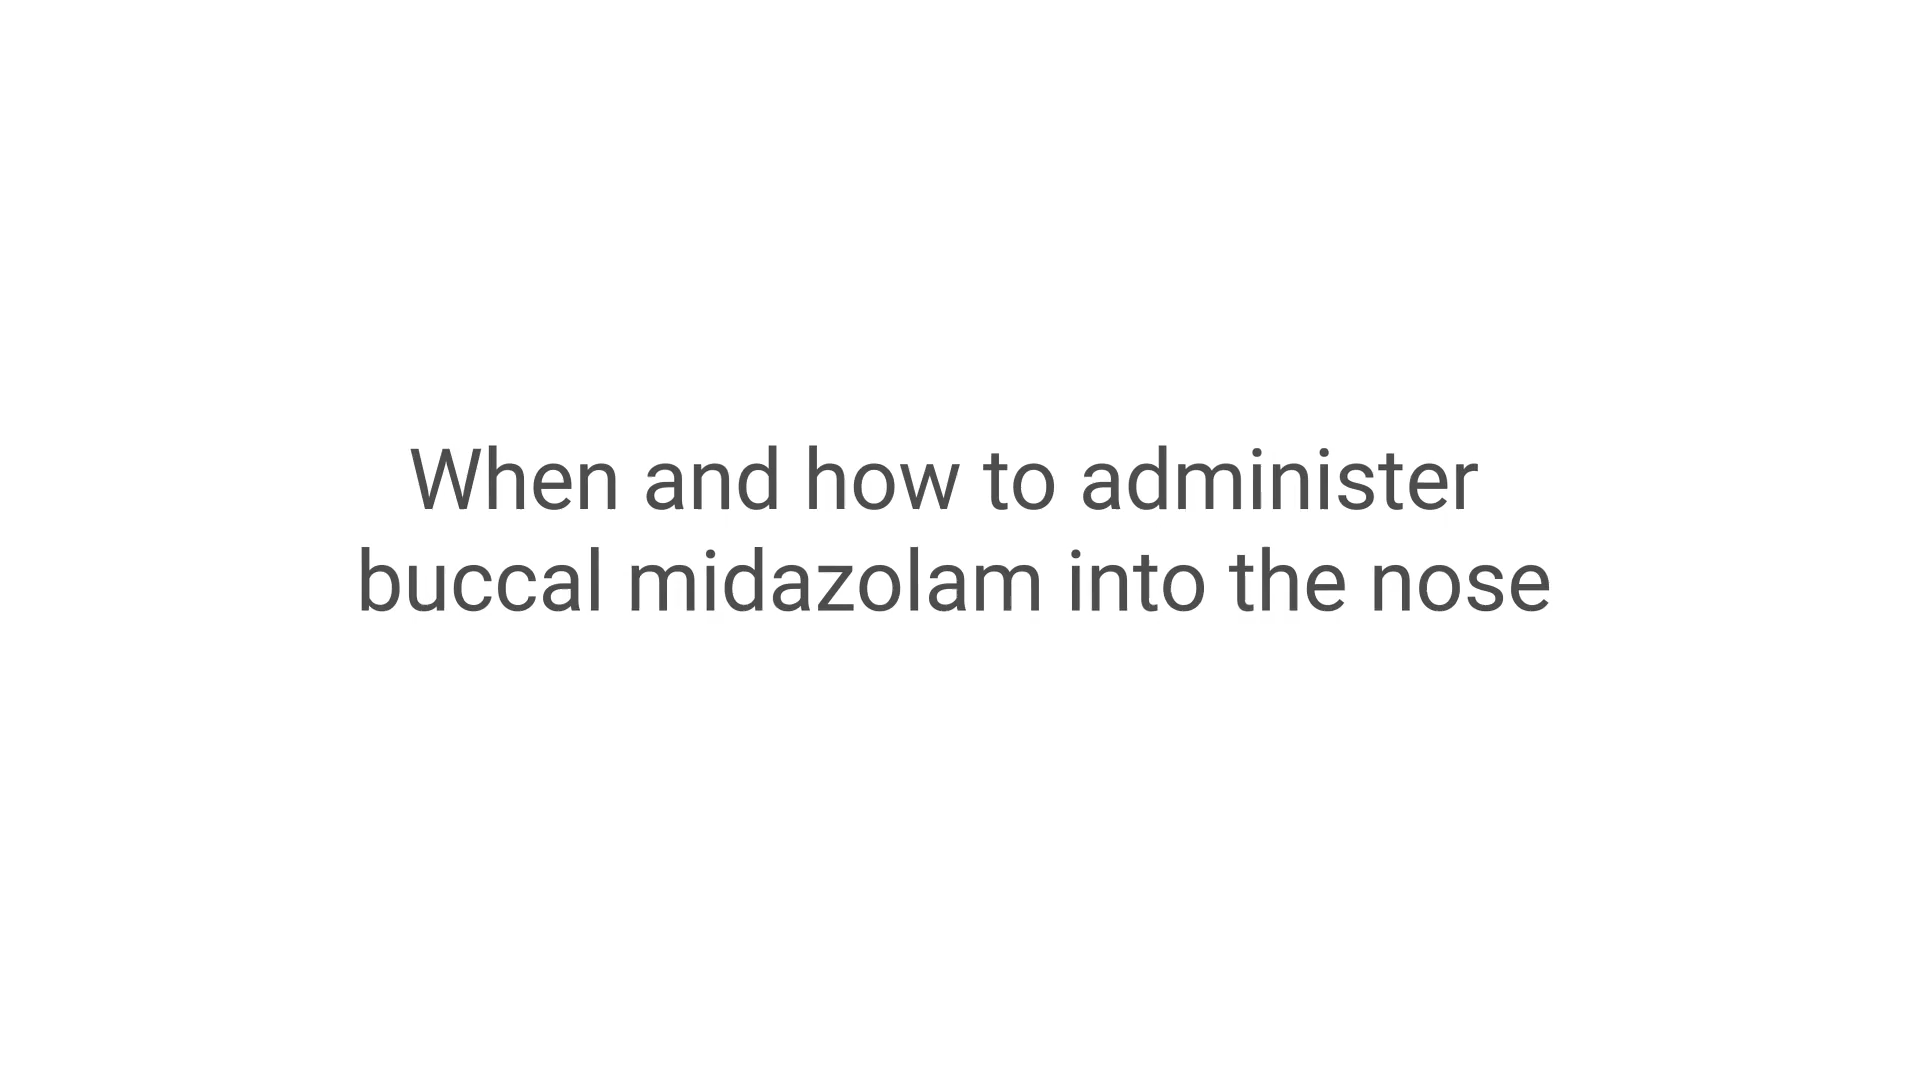 When and how to administer
buccal midazolam into the nose